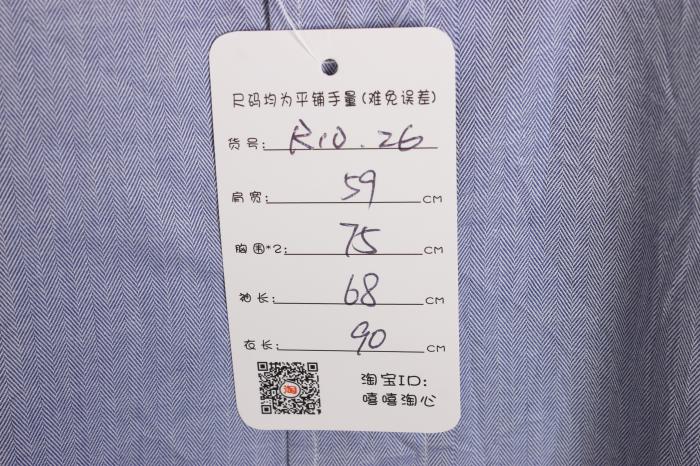 尺码均为平铺手量(难免误差)
货号: R10.26
肩宽: 59 CM
胸围*2: 75 CM
袖长: 68 CM
衣长: 90 CM
淘
淘宝ID:
嘻嘻淘心